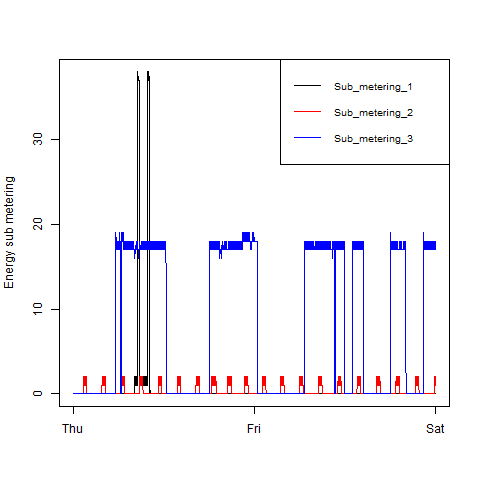 Sub_metering_1
Sub_metering_2
Sub_metering_3
Energy sub metering
30
20
10
0
Thu
Fri
Sat